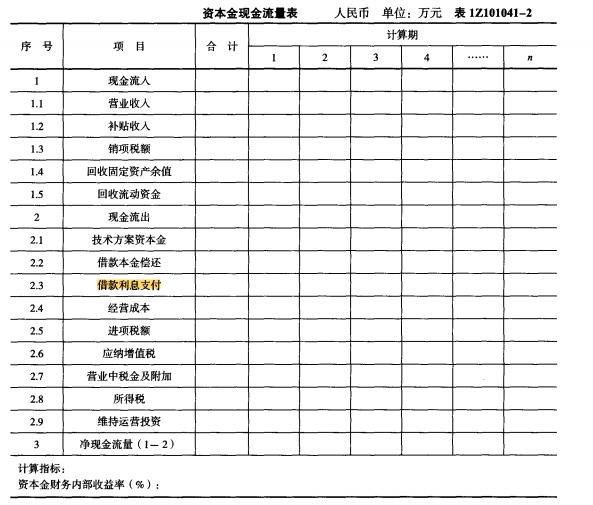 资本金现金流量表 人民币 单位：万元 表 1Z101041-2
序 号 项 目 合 计 计算期
1 2 3 4 …… n
1 现金流入
1.1 营业收入
1.2 补贴收入
1.3 销项税额
1.4 回收固定资产余值
1.5 回收流动资金
2 现金流出
2.1 技术方案资本金
2.2 借款本金偿还
2.3 借款利息支付
2.4 经营成本
2.5 进项税额
2.6 应纳增值税
2.7 营业中税金及附加
2.8 所得税
2.9 维持运营投资
3 净现金流量（1—2）
计算指标：
资本金财务内部收益率（%）：